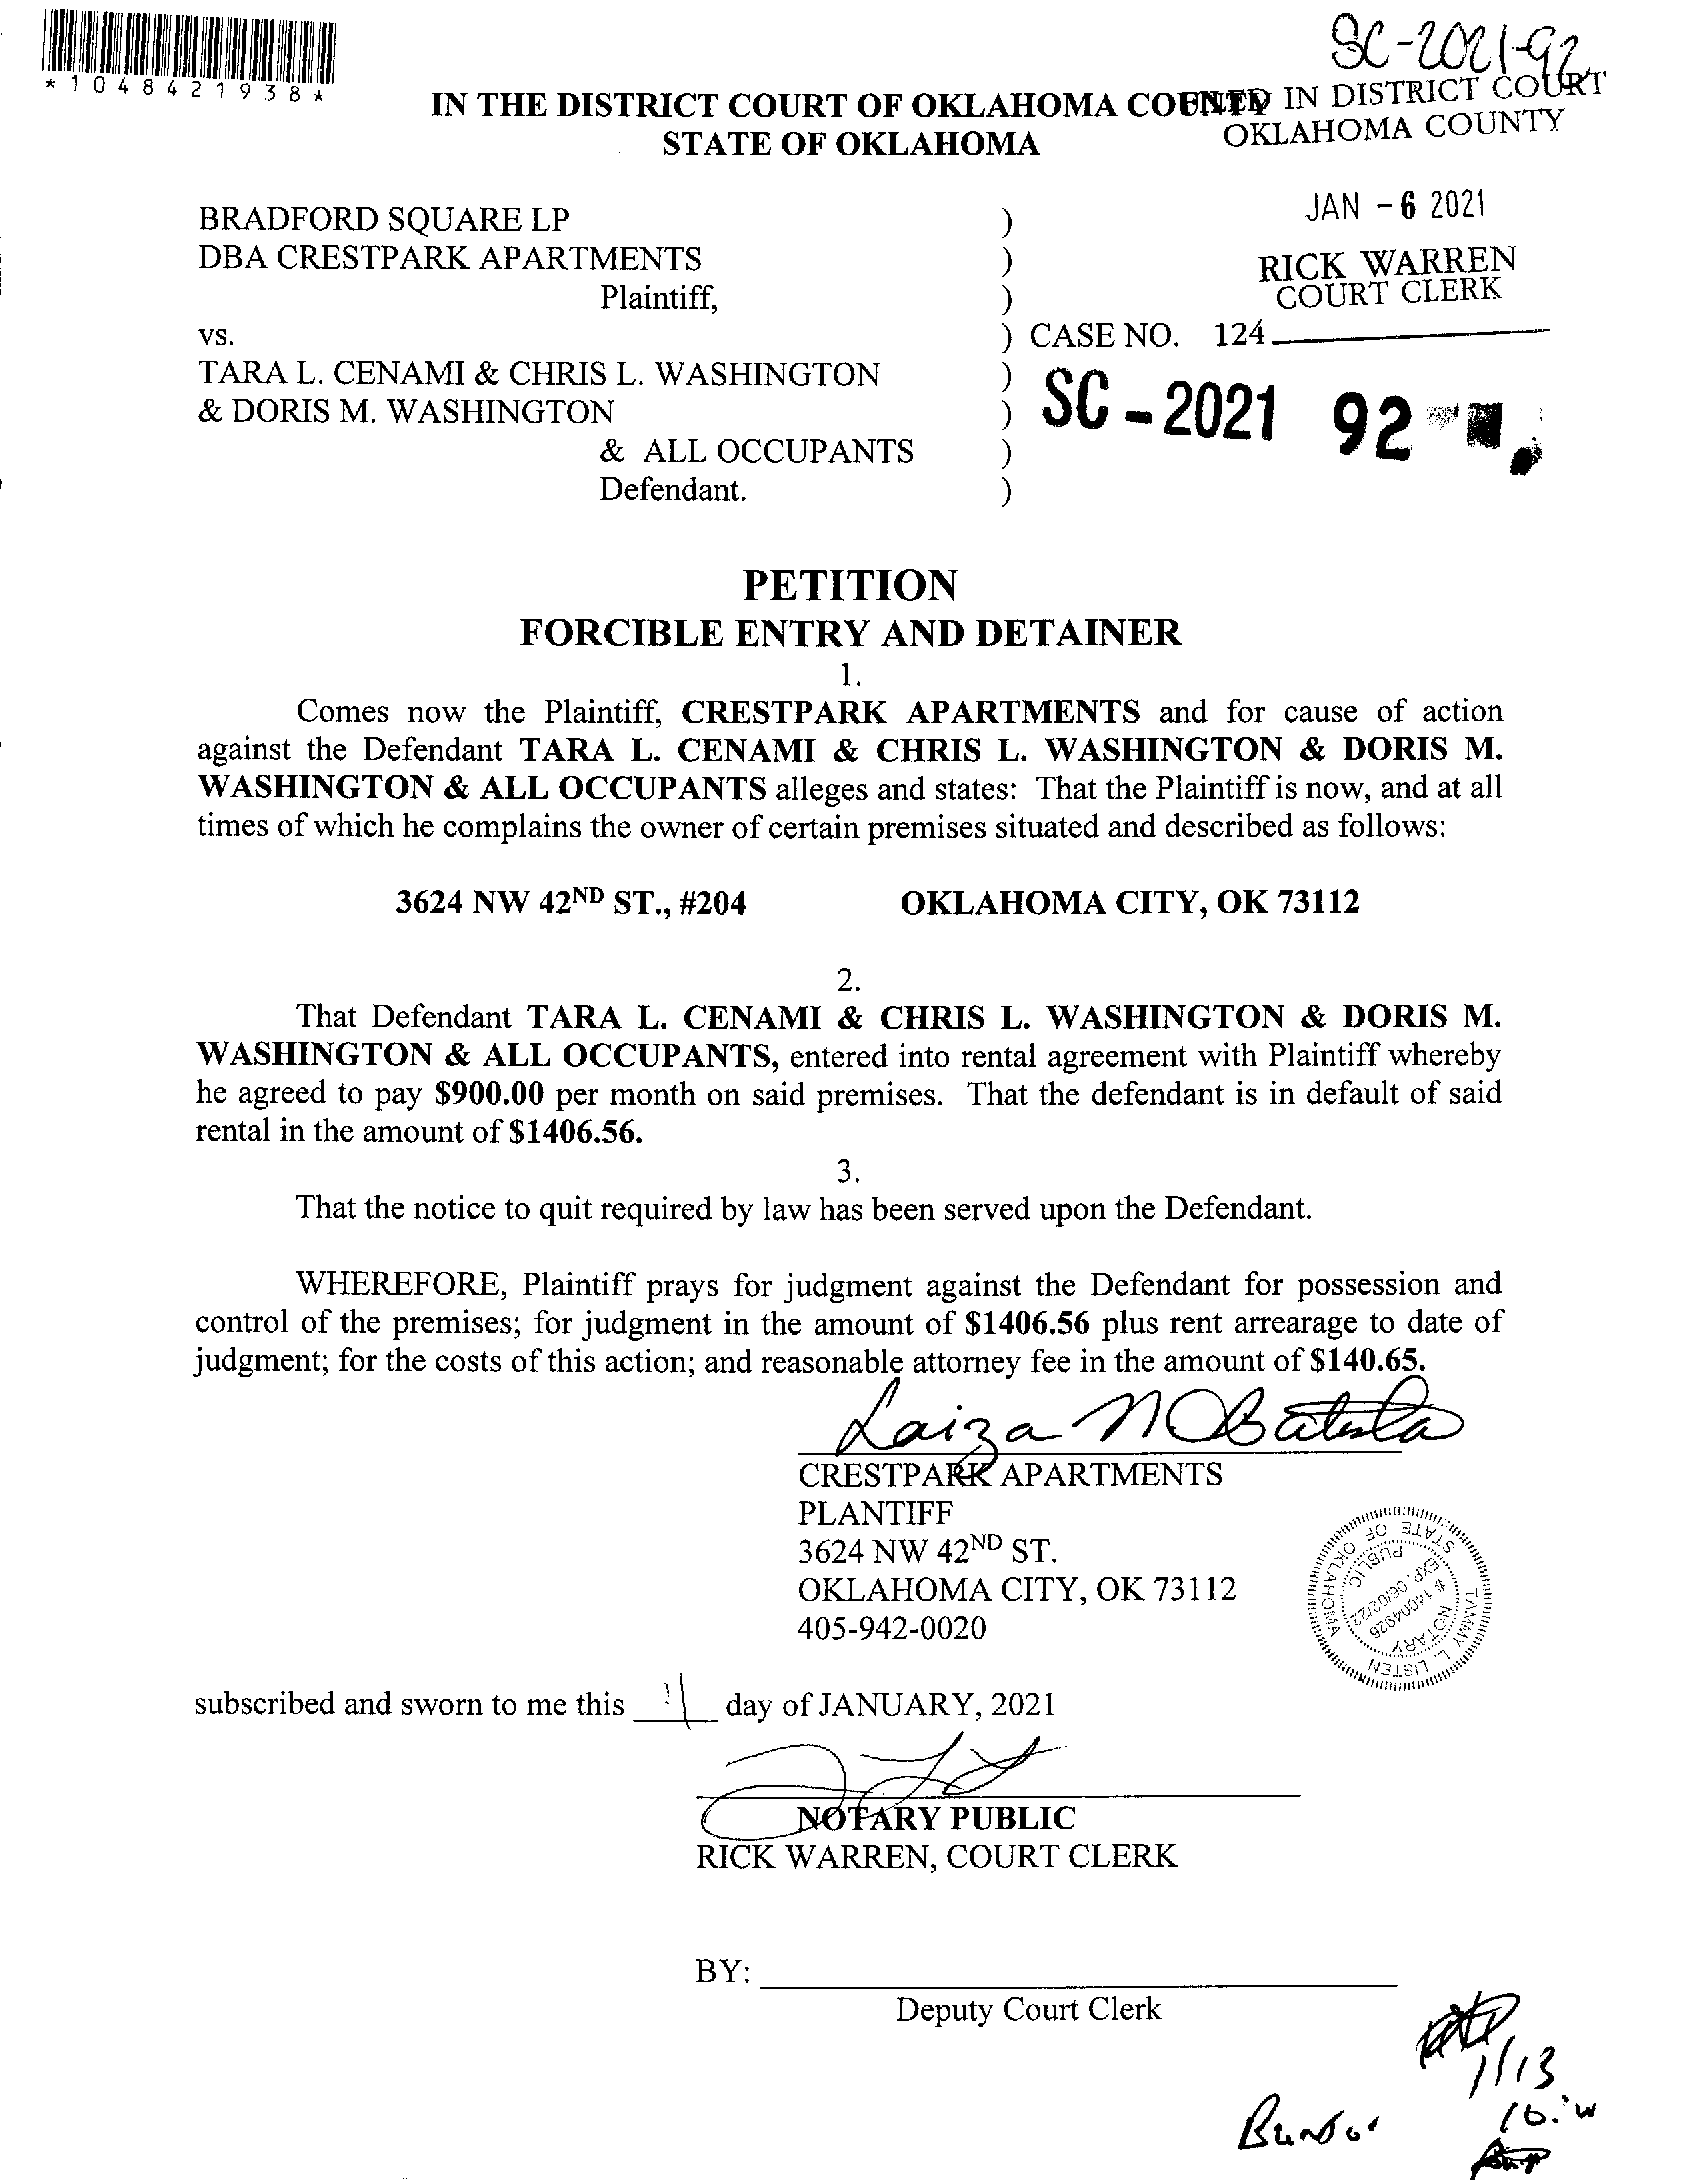 SC-2021-92
*1048421938*
IN THE DISTRICT COURT OF OKLAHOMA COUNTY
FILED IN DISTRICT COURT
STATE OF OKLAHOMA
OKLAHOMA COUNTY
JAN -6 2021
BRADFORD SQUARE LP )
DBA CRESTPARK APARTMENTS )
RICK WARREN
COURT CLERK
Plaintiff, )
vs. ) CASE NO. 124
TARA L. CENAMI & CHRIS L. WASHINGTON )
& DORIS M. WASHINGTON ) SC - 2021 92
& ALL OCCUPANTS )
Defendant. )
PETITION
FORCIBLE ENTRY AND DETAINER
1.
Comes now the Plaintiff, CRESTPARK APARTMENTS and for cause of action
against the Defendant TARA L. CENAMI & CHRIS L. WASHINGTON & DORIS M.
WASHINGTON & ALL OCCUPANTS alleges and states: That the Plaintiff is now, and at all
times of which he complains the owner of certain premises situated and described as follows:
3624 NW 42ND ST., #204 OKLAHOMA CITY, OK 73112
2.
That Defendant TARA L. CENAMI & CHRIS L. WASHINGTON & DORIS M.
WASHINGTON & ALL OCCUPANTS, entered into rental agreement with Plaintiff whereby
he agreed to pay $900.00 per month on said premises. That the defendant is in default of said
rental in the amount of $1406.56.
3.
That the notice to quit required by law has been served upon the Defendant.
WHEREFORE, Plaintiff prays for judgment against the Defendant for possession and
control of the premises; for judgment in the amount of $1406.56 plus rent arrearage to date of
judgment; for the costs of this action; and reasonable attorney fee in the amount of $140.65.
Laiza N Batista
CRESTPARK APARTMENTS
PLANTIFF
3624 NW 42ND ST.
OKLAHOMA CITY, OK 73112
405-942-0020
TAMMY L. LISTEN
STATE OF OKLAHOMA
NOTARY PUBLIC
# 14004926
EXP. 06/02/22
subscribed and sworn to me this day of JANUARY, 2021
NOTARY PUBLIC
RICK WARREN, COURT CLERK
BY:
Deputy Court Clerk
1/13